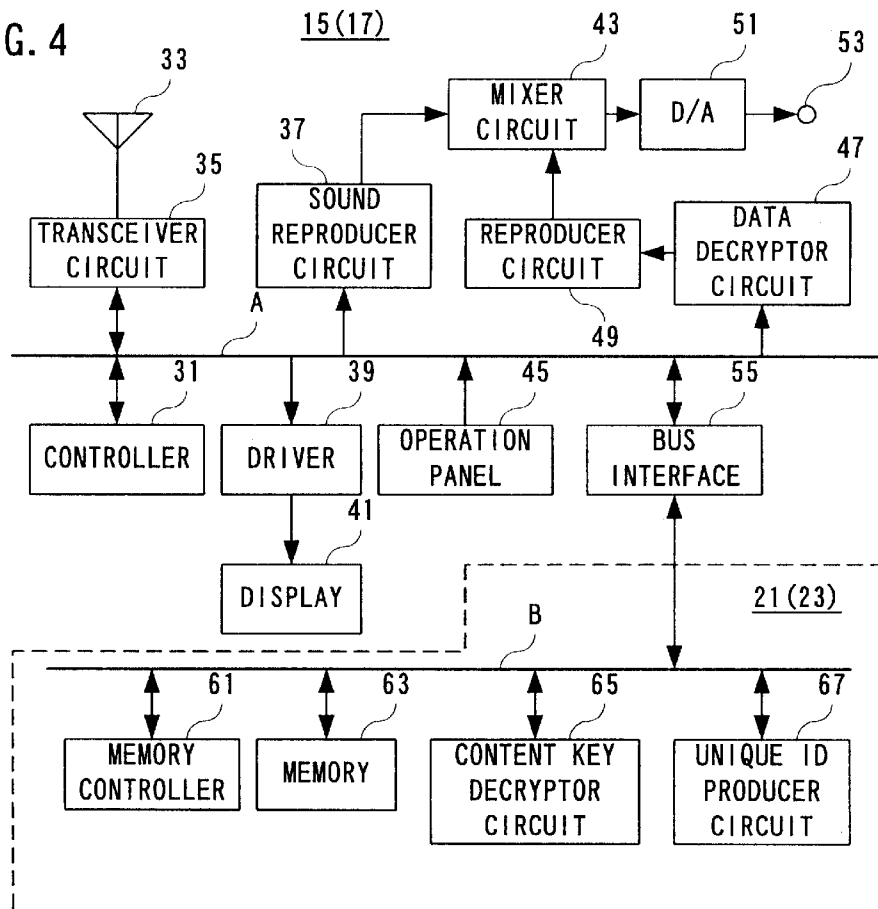 G. 4
15(17)
33
35
TRANSCEIVER
CIRCUIT
37
SOUND
REPRODUCER
CIRCUIT
43
MIXER
CIRCUIT
51
D/A
53
REPRODUCER
CIRCUIT
49
47
DATA
DECRYPTOR
CIRCUIT
A
31
CONTROLLER
39
DRIVER
41
DISPLAY
45
OPERATION
PANEL
55
BUS
INTERFACE
21(23)
B
61
MEMORY
CONTROLLER
63
MEMORY
65
CONTENT KEY
DECRYPTOR
CIRCUIT
67
UNIQUE ID
PRODUCER
CIRCUIT